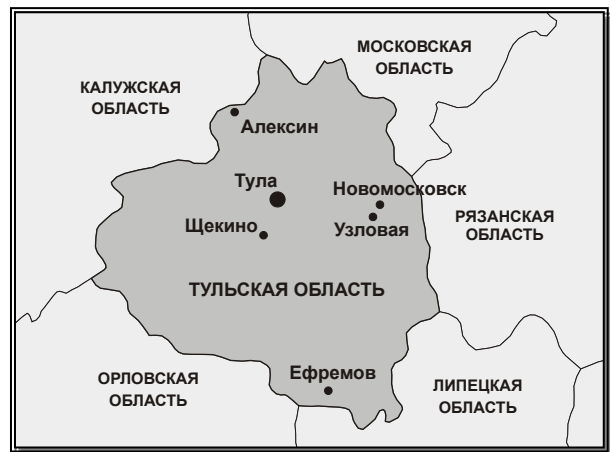 МОСКОВСКАЯ
ОБЛАСТЬ
КАЛУЖСКАЯ
ОБЛАСТЬ
Алексин
Тула
Новомосковск
Щекино
Узловая
РЯЗАНСКАЯ
ОБЛАСТЬ
ТУЛЬСКАЯ ОБЛАСТЬ
Ефремов
ОРЛОВСКАЯ
ОБЛАСТЬ
ЛИПЕЦКАЯ
ОБЛАСТЬ